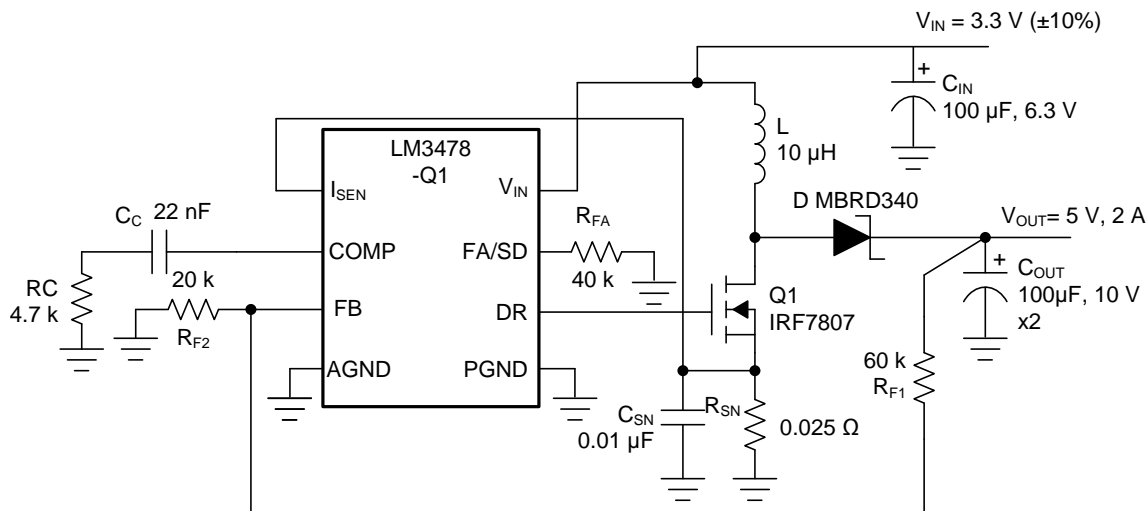 V_IN = 3.3 V (±10%)
C_IN
100 µF, 6.3 V
+
L
10 µH
LM3478
-Q1
I_SEN
V_IN
D MBRD340
V_OUT= 5 V, 2 A
C_C 22 nF
COMP
FA/SD
R_FA
40 k
+
C_OUT
100µF, 10 V
x2
RC
4.7 k
20 k
R_F2
FB
DR
Q1
IRF7807
60 k
R_F1
AGND
PGND
C_SN
0.01 µF
R_SN
0.025 Ω